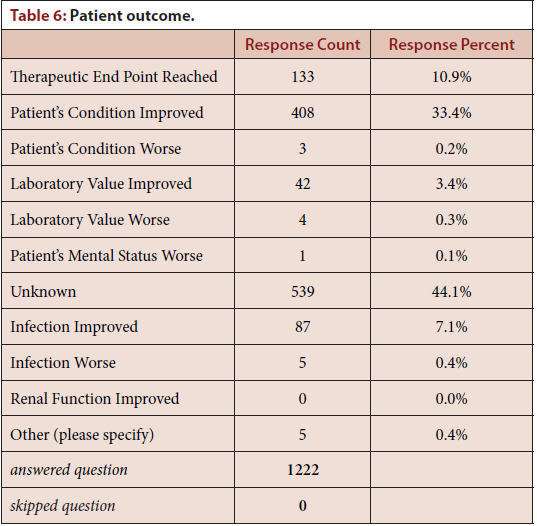 Table 6: Patient outcome.
Response Count Response Percent
Therapeutic End Point Reached 133 10.9%
Patient’s Condition Improved 408 33.4%
Patient’s Condition Worse 3 0.2%
Laboratory Value Improved 42 3.4%
Laboratory Value Worse 4 0.3%
Patient’s Mental Status Worse 1 0.1%
Unknown 539 44.1%
Infection Improved 87 7.1%
Infection Worse 5 0.4%
Renal Function Improved 0 0.0%
Other (please specify) 5 0.4%
answered question 1222
skipped question 0